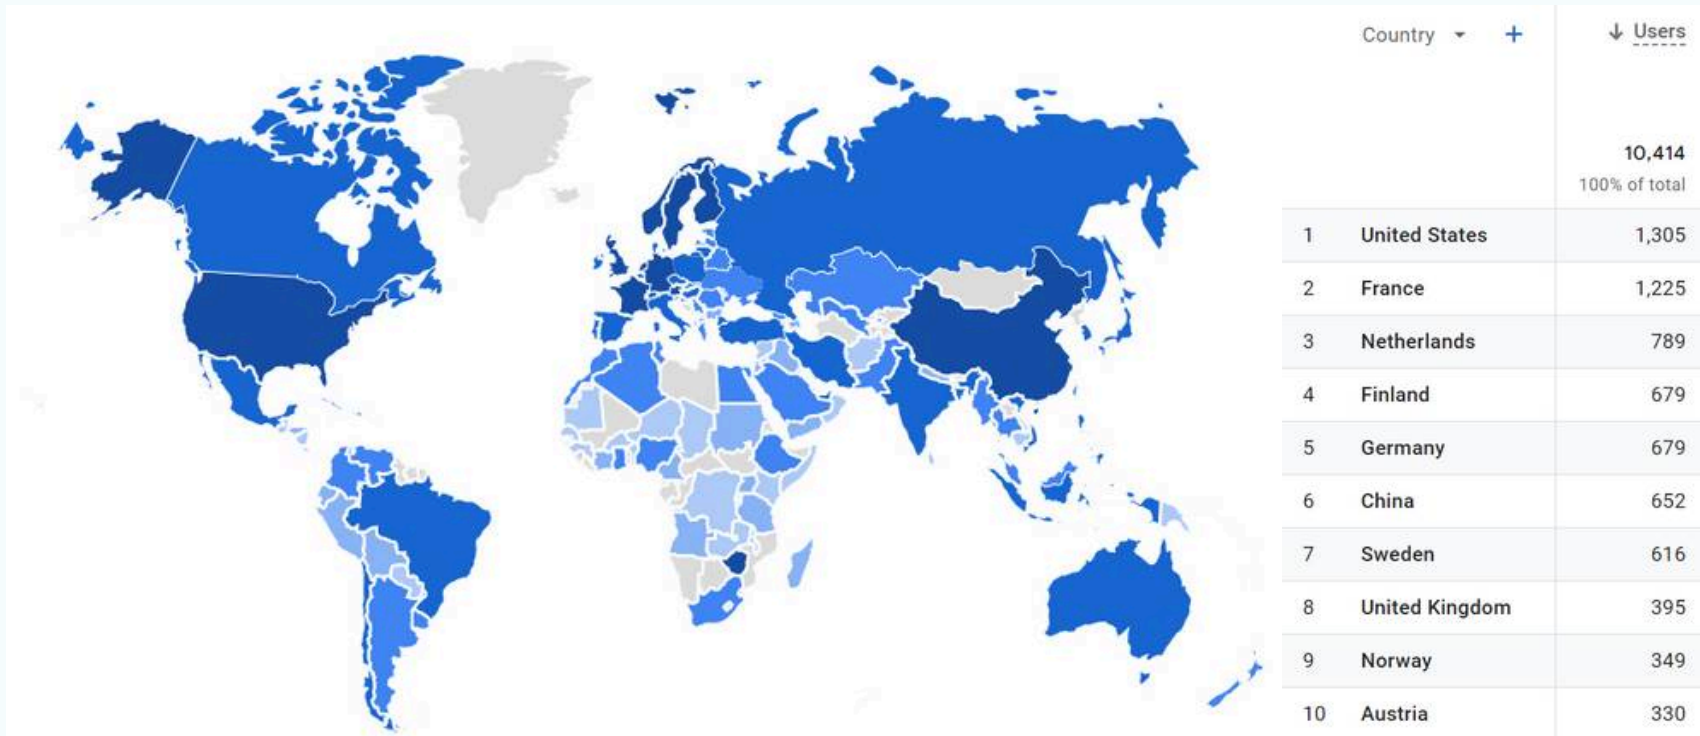 Country + Users
10,414
100% of total
1 United States 1,305
2 France 1,225
3 Netherlands 789
4 Finland 679
5 Germany 679
6 China 652
7 Sweden 616
8 United Kingdom 395
9 Norway 349
10 Austria 330